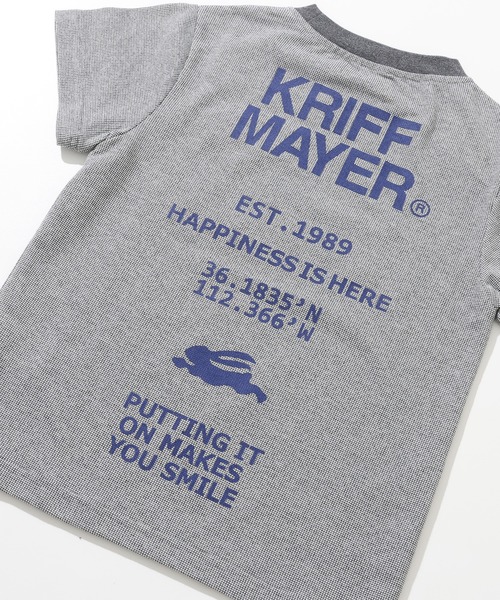 KRIFF
MAYER®
EST.1989
HAPPINESS IS HERE
36.1835'N
112.366'W
PUTTING IT
ON MAKES
YOU SMILE